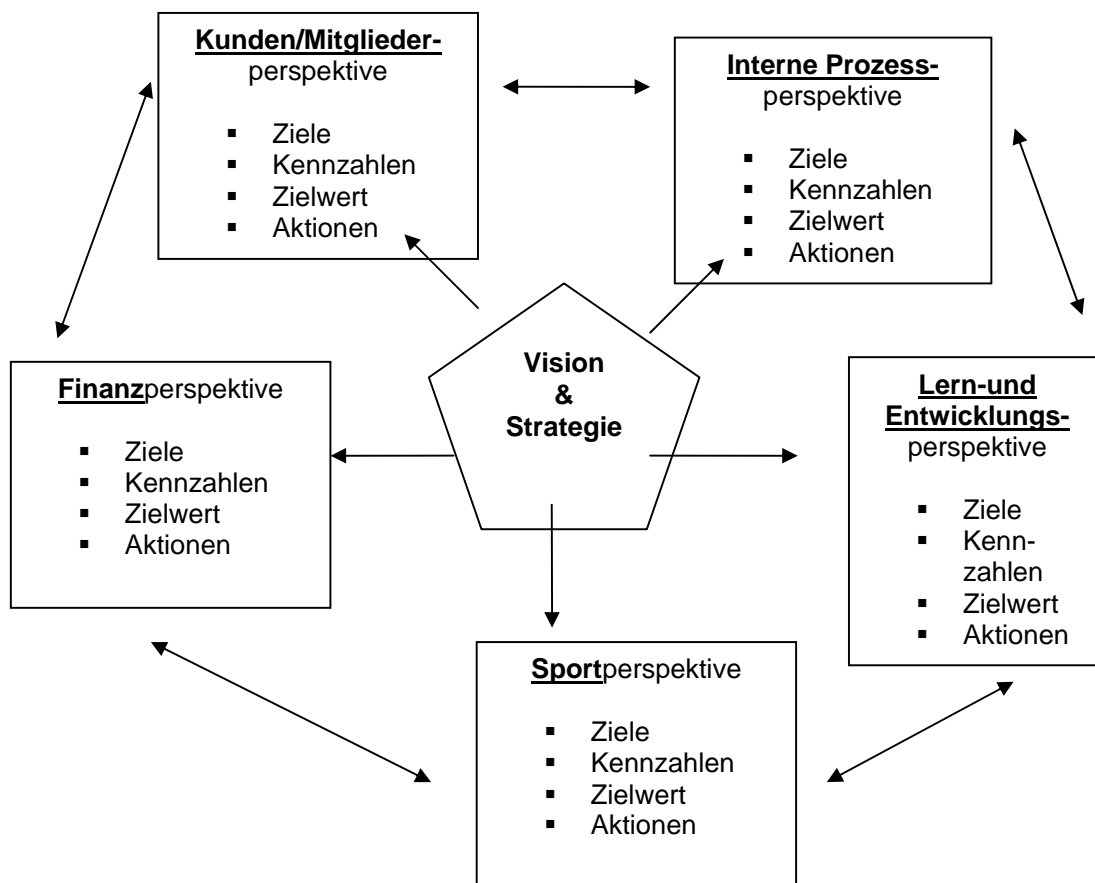 Kunden/Mitglieder-
perspektive
▪ Ziele
▪ Kennzahlen
▪ Zielwert
▪ Aktionen
Interne Prozess-
perspektive
▪ Ziele
▪ Kennzahlen
▪ Zielwert
▪ Aktionen
Vision
&
Strategie
Finanzperspektive
▪ Ziele
▪ Kennzahlen
▪ Zielwert
▪ Aktionen
Lern-und
Entwicklungs-
perspektive
▪ Ziele
▪ Kenn-
zahlen
▪ Zielwert
▪ Aktionen
Sportperspektive
▪ Ziele
▪ Kennzahlen
▪ Zielwert
▪ Aktionen